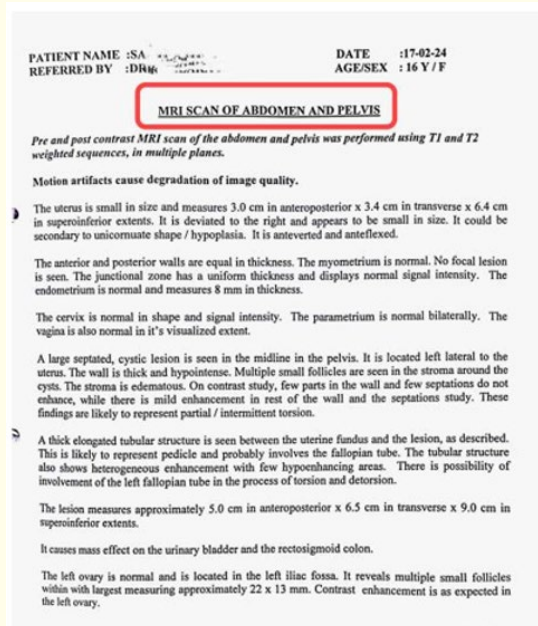 PATIENT NAME :SA
DATE :17-02-24
REFERRED BY :DR
AGE/SEX : 16 Y / F
MRI SCAN OF ABDOMEN AND PELVIS
Pre and post contrast MRI scan of the abdomen and pelvis was performed using T1 and T2
weighted sequences, in multiple planes.
Motion artifacts cause degradation of image quality.
The uterus is small in size and measures 3.0 cm in anteroposterior x 3.4 cm in transverse x 6.4 cm
in superoinferior extents. It is deviated to the right and appears to be small in size. It could be
secondary to unicornuate shape / hypoplasia. It is anteverted and anteflexed.
The anterior and posterior walls are equal in thickness. The myometrium is normal. No focal lesion
is seen. The junctional zone has a uniform thickness and displays normal signal intensity. The
endometrium is normal and measures 8 mm in thickness.
The cervix is normal in shape and signal intensity. The parametrium is normal bilaterally. The
vagina is also normal in it's visualized extent.
A large septated, cystic lesion is seen in the midline in the pelvis. It is located left lateral to the
uterus. The wall is thick and hypointense. Multiple small follicles are seen in the stroma around the
cysts. The stroma is edematous. On contrast study, few parts in the wall and few septations do not
enhance, while there is mild enhancement in rest of the wall and the septations study. These
findings are likely to represent partial / intermittent torsion.
A thick elongated tubular structure is seen between the uterine fundus and the lesion, as described.
This is likely to represent pedicle and probably involves the fallopian tube. The tubular structure
also shows heterogeneous enhancement with few hypoenhancing areas. There is possibility of
involvement of the left fallopian tube in the process of torsion and detorsion.
The lesion measures approximately 5.0 cm in anteroposterior x 6.5 cm in transverse x 9.0 cm in
superoinferior extents.
It causes mass effect on the urinary bladder and the rectosigmoid colon.
The left ovary is normal and is located in the left iliac fossa. It reveals multiple small follicles
within with largest measuring approximately 22 x 13 mm. Contrast enhancement is as expected in
the left ovary.